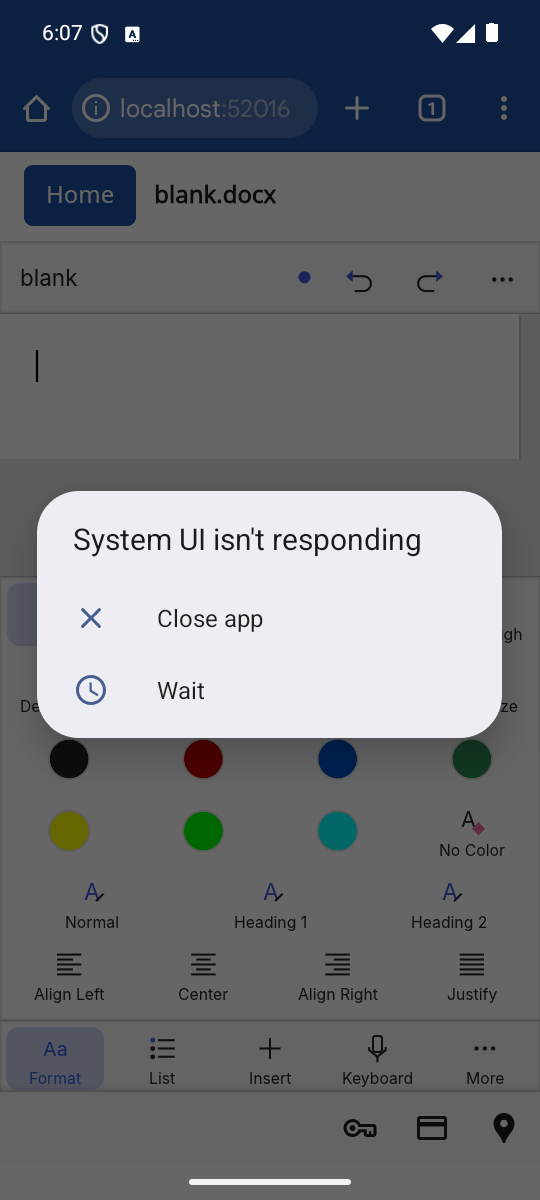 6:07
localhost:52016
1
Home
blank.docx
blank
System UI isn't responding
Close app
Wait
No Color
Normal
Heading 1
Heading 2
Align Left
Center
Align Right
Justify
Aa
Format
List
Insert
Keyboard
More